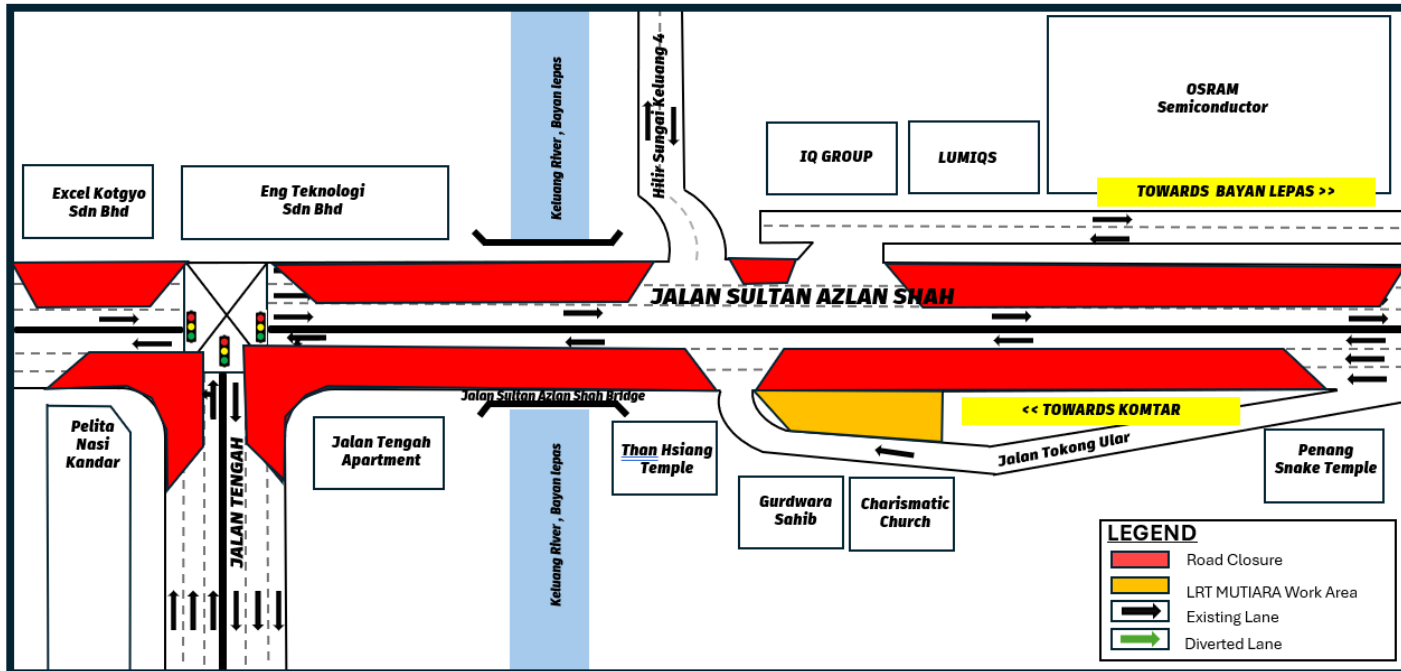 Keluang River , Bayan lepas
Hilir Sungai Keluang 4
OSRAM
Semiconductor
IQ GROUP
LUMIQS
Excel Kotgyo
Sdn Bhd
Eng Teknologi
Sdn Bhd
TOWARDS BAYAN LEPAS >>
JALAN SULTAN AZLAN SHAH
Jalan Sultan Azlan Shah Bridge
<< TOWARDS KOMTAR
Pelita
Nasi
Kandar
JALAN TENGAH
Jalan Tengah
Apartment
Keluang River , Bayan lepas
Than Hsiang
Temple
Jalan Tokong Ular
Penang
Snake Temple
Gurdwara
Sahib
Charismatic
Church
LEGEND
Road Closure
LRT MUTIARA Work Area
Existing Lane
Diverted Lane